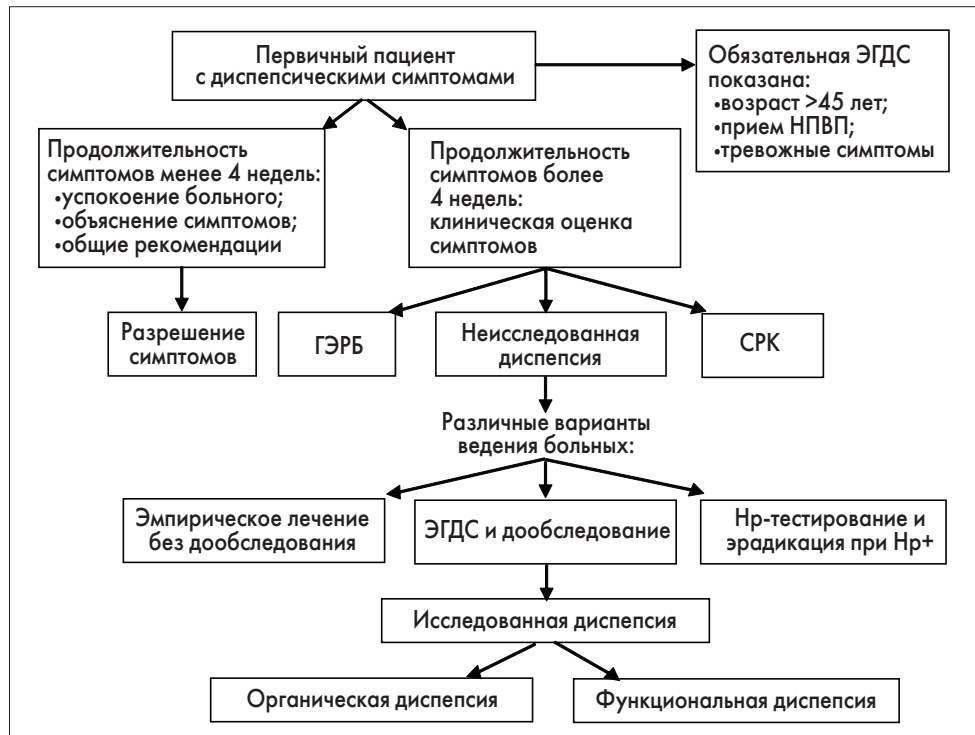 Первичный пациент
с диспепсическими симптомами
Обязательная ЭГДС
показана:
•возраст >45 лет;
•прием НПВП;
•тревожные симптомы
Продолжительность
симптомов менее 4 недель:
•успокоение больного;
•объяснение симптомов;
•общие рекомендации
Продолжительность
симптомов более
4 недель:
клиническая оценка
симптомов
Разрешение
симптомов
ГЭРБ
Неисследованная
диспепсия
СРК
Различные варианты
ведения больных:
Эмпирическое лечение
без дообследования
ЭГДС и дообследование
Нр-тестирование и
эрадикация при Нр+
Исследованная диспепсия
Органическая диспепсия
Функциональная диспепсия